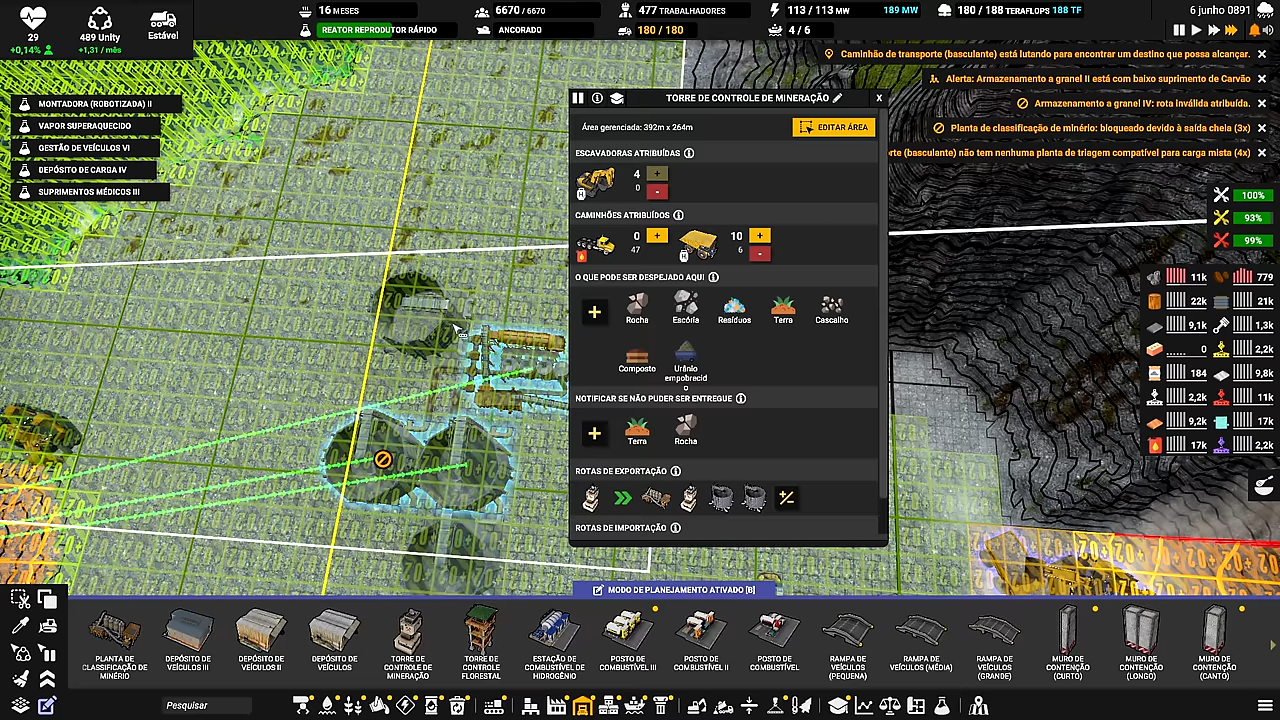 16 MESES
6670 / 6670
477 TRABALHADORES
113 / 113 MW
189 MW
180 / 188 TERAFLOPS 188 TF
6 junho 0891
29
+0,14%
489 Unity
+1,31 / mês
Estável
REATOR REPRODUTOR RÁPIDO
ANCORADO
180 / 180
4 / 6
Caminhão de transporte (basculante) está lutando para encontrar um destino que possa alcançar.
Alerta: Armazenamento a granel II está com baixo suprimento de Carvão
Armazenamento a granel IV: rota inválida atribuída.
Planta de classificação de minério: bloqueado devido à saída cheia (3x)
rte (basculante) não tem nenhuma planta de triagem compatível para carga mista (4x)
MONTADORA (ROBOTIZADA) II
VAPOR SUPERAQUECIDO
GESTÃO DE VEÍCULOS VI
DEPÓSITO DE CARGA IV
SUPRIMENTOS MÉDICOS III
TORRE DE CONTROLE DE MINERAÇÃO
X
Área gerenciada: 392m x 264m
EDITAR ÁREA
ESCAVADORAS ATRIBUÍDAS
4
0
+
-
CAMINHÕES ATRIBUÍDOS
0
47
+
10
6
+
-
O QUE PODE SER DESPEJADO AQUI
+
Rocha
Escória
Resíduos
Terra
Cascalho
Composto
Urânio empobrecid
o
NOTIFICAR SE NÃO PUDER SER ENTREGUE
+
Terra
Rocha
ROTAS DE EXPORTAÇÃO
ROTAS DE IMPORTAÇÃO
100%
93%
99%
11k
779
22k
21k
9,1k
1,3k
0
2,2k
184
9,8k
2,2k
11k
9,2k
17k
17k
2,2k
MODO DE PLANEJAMENTO ATIVADO [B]
PLANTA DE CLASSIFICAÇÃO DE MINÉRIO
DEPÓSITO DE VEÍCULOS III
DEPÓSITO DE VEÍCULOS II
DEPÓSITO DE VEÍCULOS
TORRE DE CONTROLE DE MINERAÇÃO
TORRE DE CONTROLE FLORESTAL
ESTAÇÃO DE COMBUSTÍVEL DE HIDROGÊNIO
POSTO DE COMBUSTÍVEL III
POSTO DE COMBUSTÍVEL II
POSTO DE COMBUSTÍVEL
RAMPA DE VEÍCULOS (PEQUENA)
RAMPA DE VEÍCULOS (MÉDIA)
RAMPA DE VEÍCULOS (GRANDE)
MURO DE CONTENÇÃO (CURTO)
MURO DE CONTENÇÃO (LONGO)
MURO DE CONTENÇÃO (CANTO)
Pesquisar